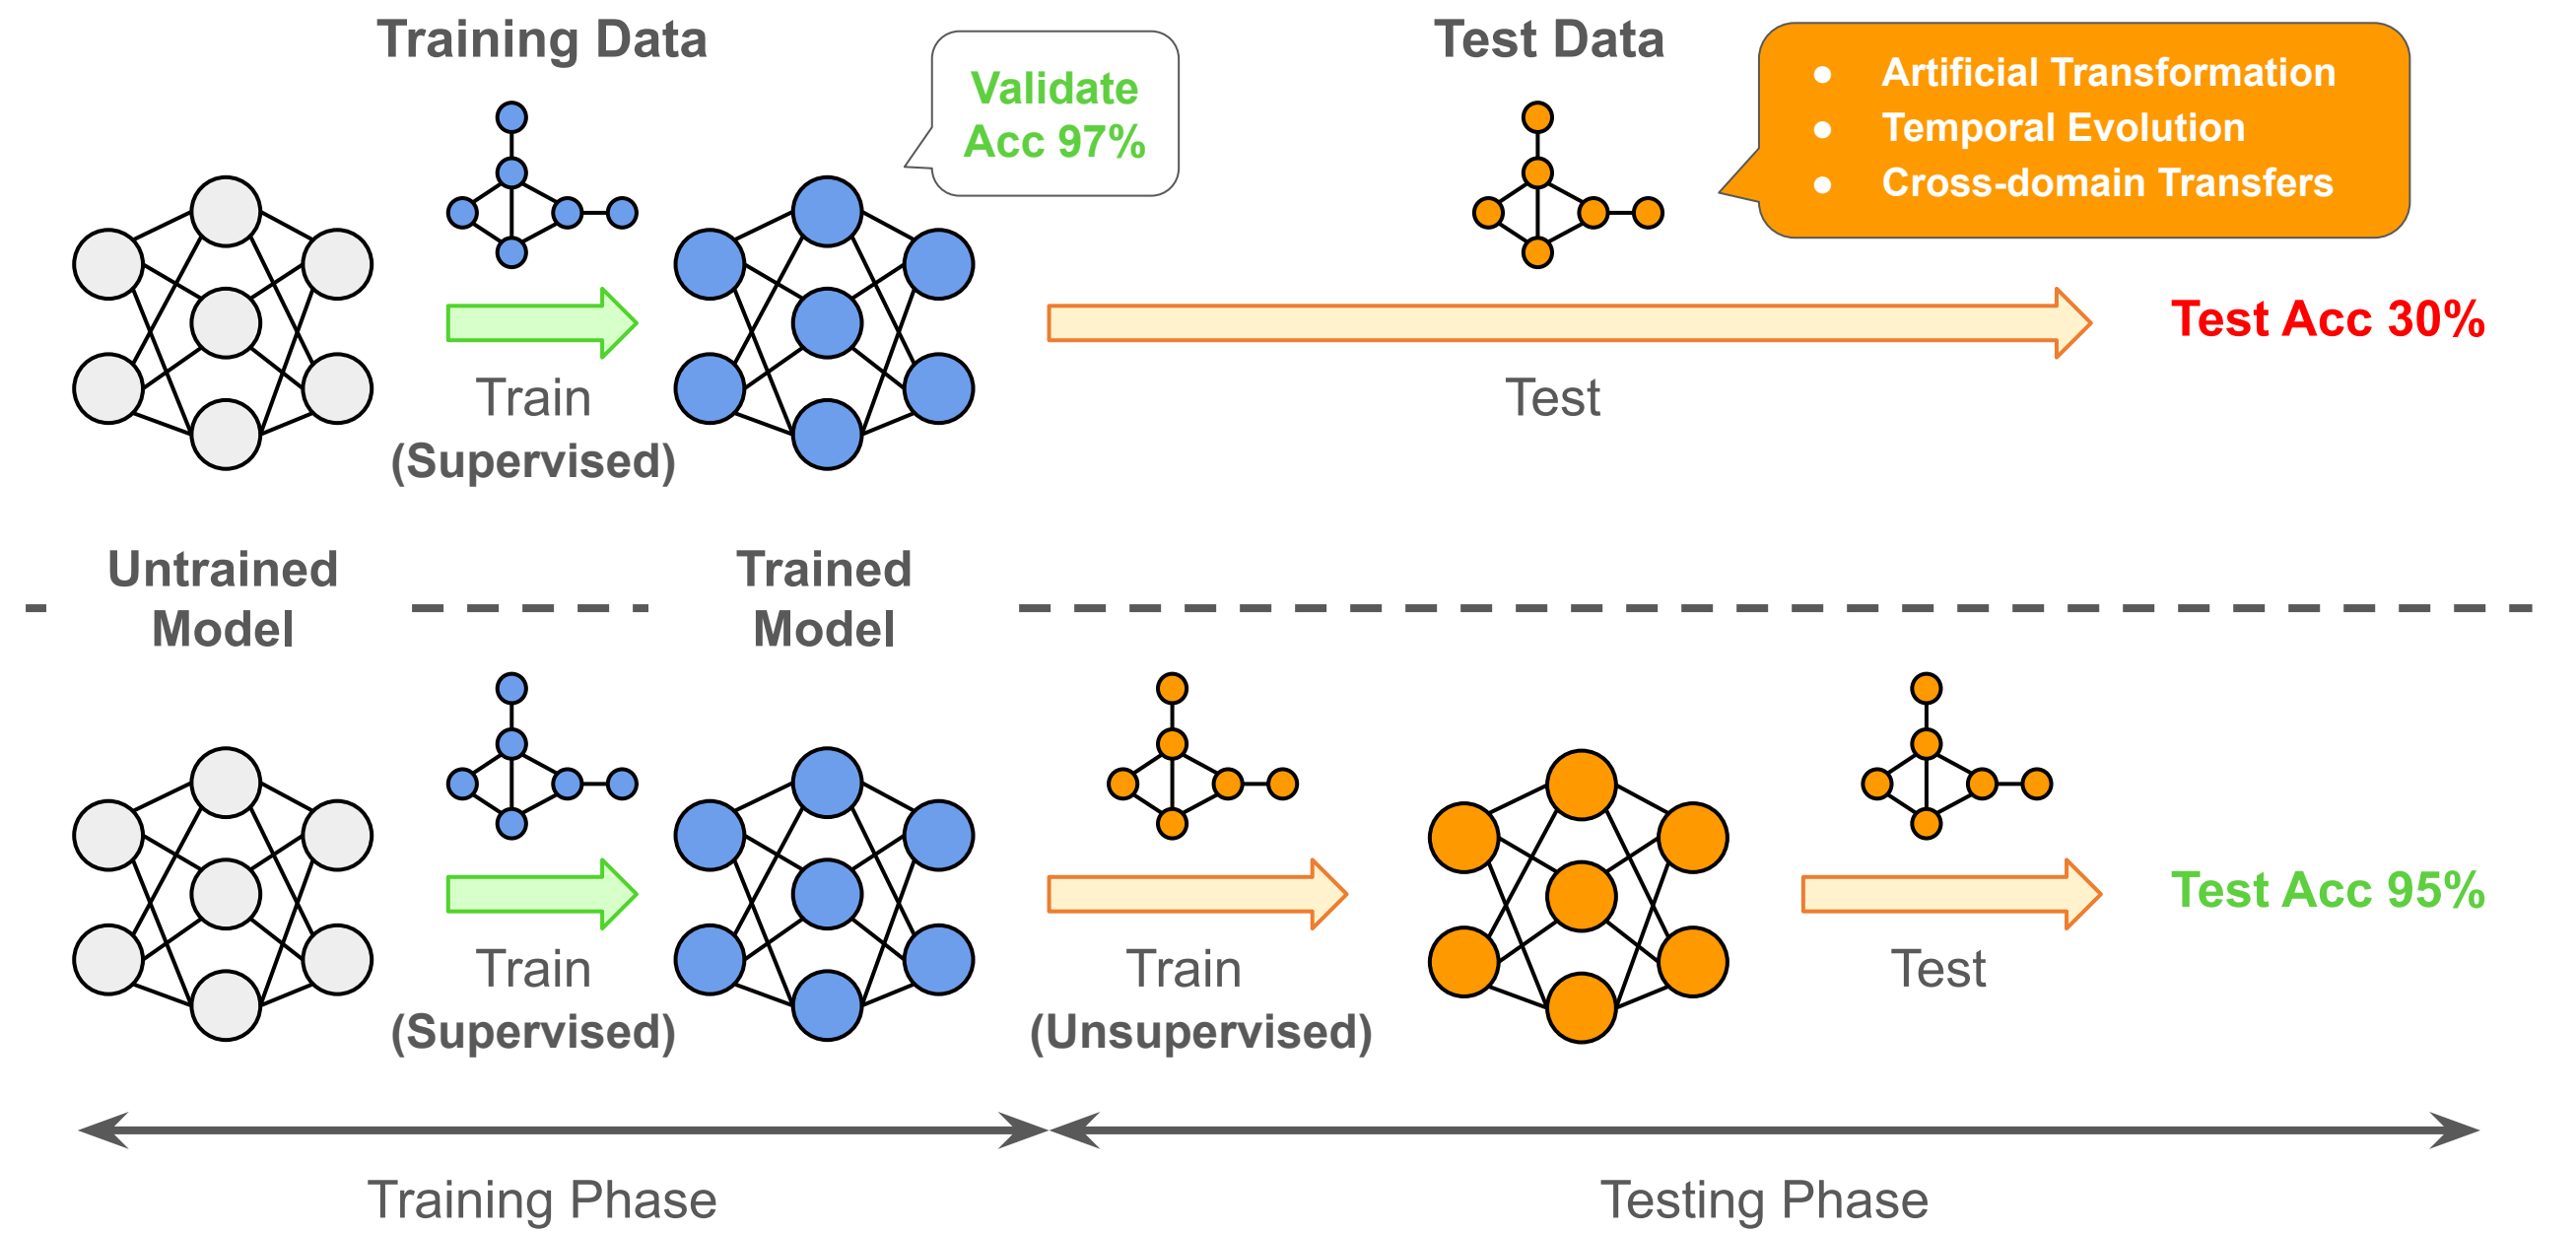 Training Data
Validate
Acc 97%
Test Data
● Artificial Transformation
● Temporal Evolution
● Cross-domain Transfers
Train
(Supervised)
Test
Test Acc 30%
Untrained
Model
Trained
Model
Train
(Supervised)
Train
(Unsupervised)
Test
Test Acc 95%
Training Phase
Testing Phase